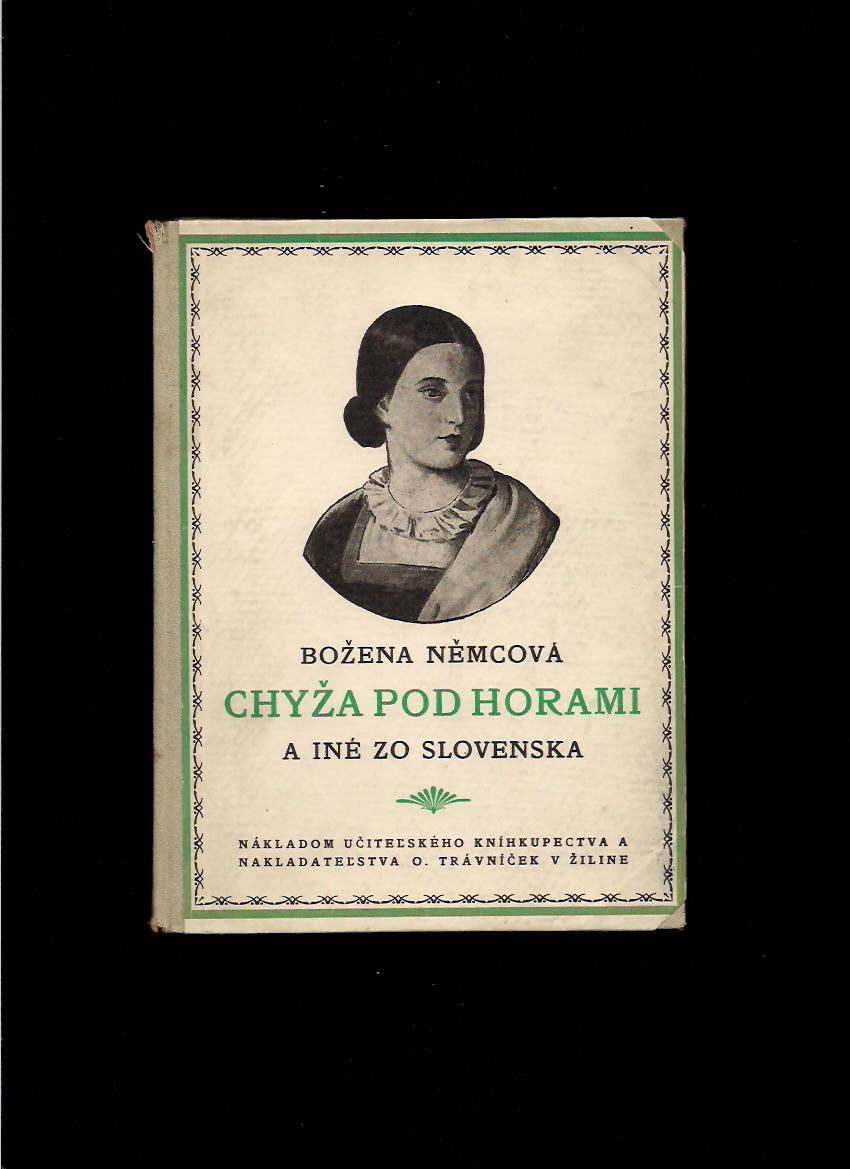 BOŽENA NĚMCOVÁ
CHYŽA POD HORAMI
A INÉ ZO SLOVENSKA
NÁKLADOM UČITEĽSKÉHO KNÍHKUPECTVA A
NAKLADATEĽSTVA O. TRÁVNÍČEK V ŽILINE